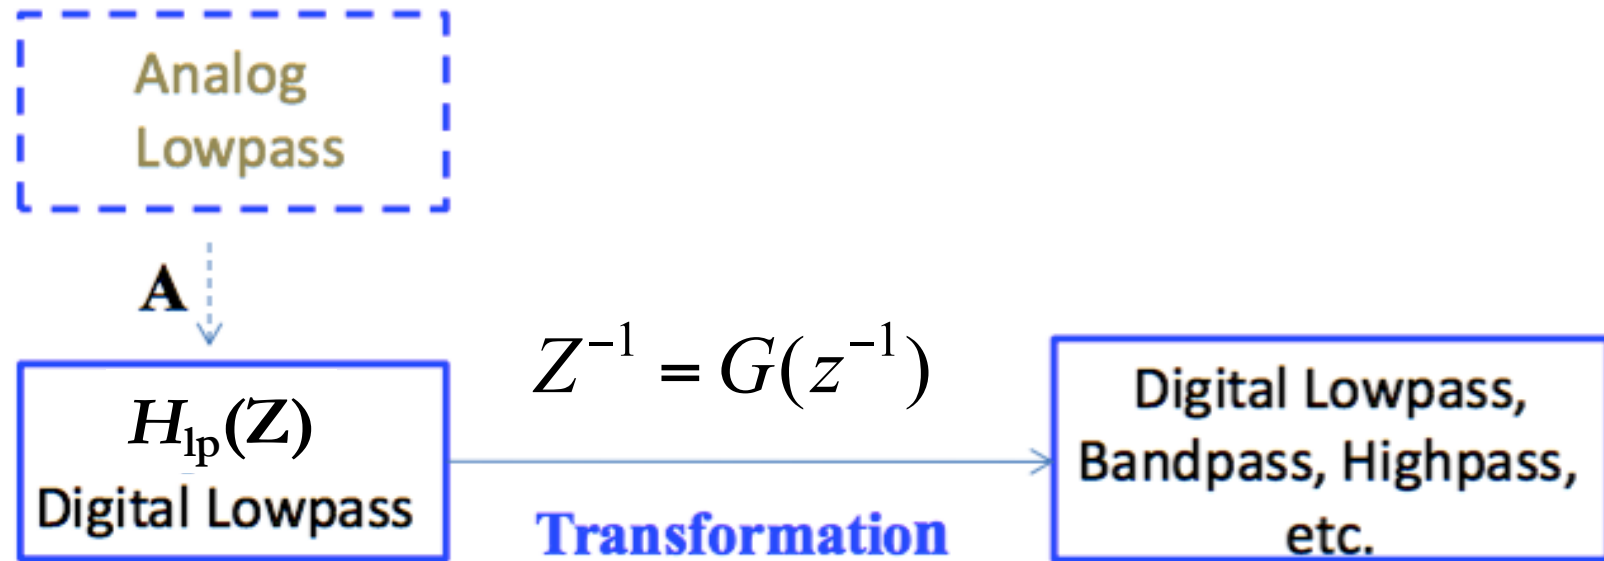 Analog
Lowpass
A
Z⁻¹ = G(z⁻¹)
H_lp(Z)
Digital Lowpass
Transformation
Digital Lowpass,
Bandpass, Highpass,
etc.